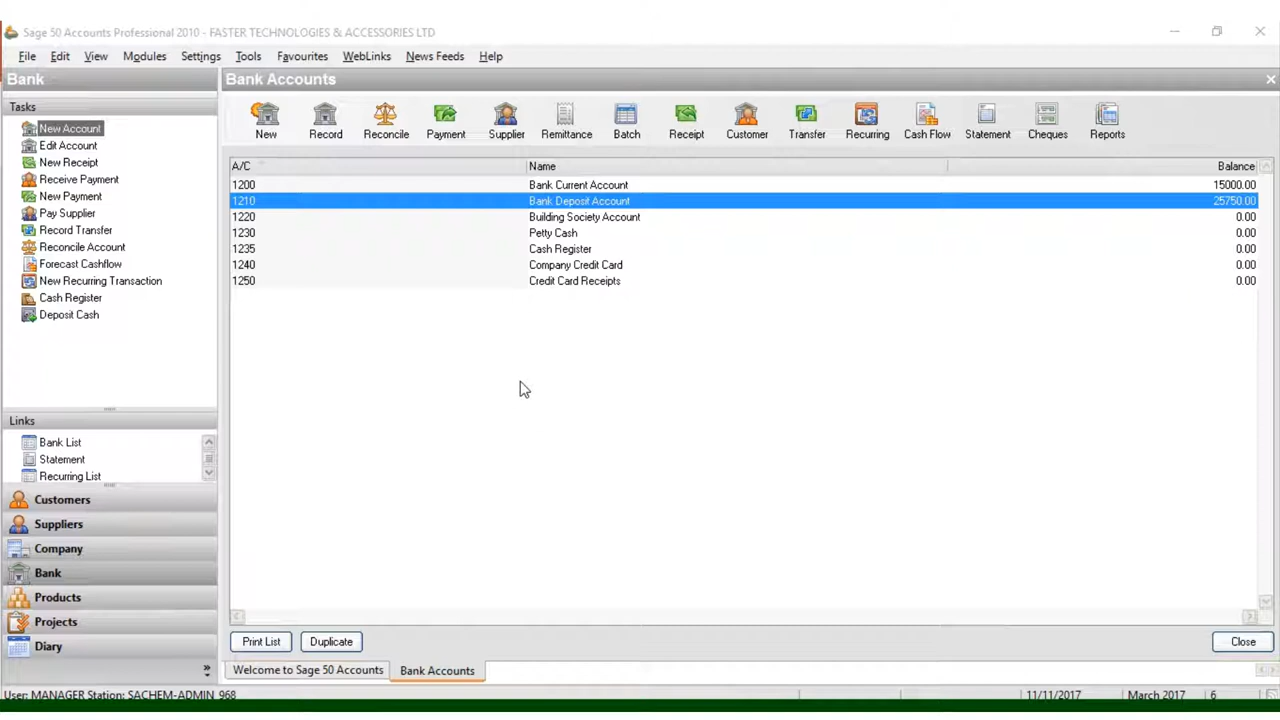 Sage 50 Accounts Professional 2010 - FASTER TECHNOLOGIES & ACCESSORIES LTD
File Edit View Modules Settings Tools Favourites WebLinks News Feeds Help
Bank
Tasks
New Account
Edit Account
New Receipt
Receive Payment
New Payment
Pay Supplier
Record Transfer
Reconcile Account
Forecast Cashflow
New Recurring Transaction
Cash Register
Deposit Cash
Links
Bank List
Statement
Recurring List
Customers
Suppliers
Company
Bank
Products
Projects
Diary
Bank Accounts
New Record Reconcile Payment Supplier Remittance Batch Receipt Customer Transfer Recurring Cash Flow Statement Cheques Reports
A/C Name Balance
1200 Bank Current Account 15000.00
1210 Bank Deposit Account 25750.00
1220 Building Society Account 0.00
1230 Petty Cash 0.00
1235 Cash Register 0.00
1240 Company Credit Card 0.00
1250 Credit Card Receipts 0.00
Print List Duplicate Close
Welcome to Sage 50 Accounts Bank Accounts
User: MANAGER Station: SACHEM-ADMIN_968 11/11/2017 March 2017 6